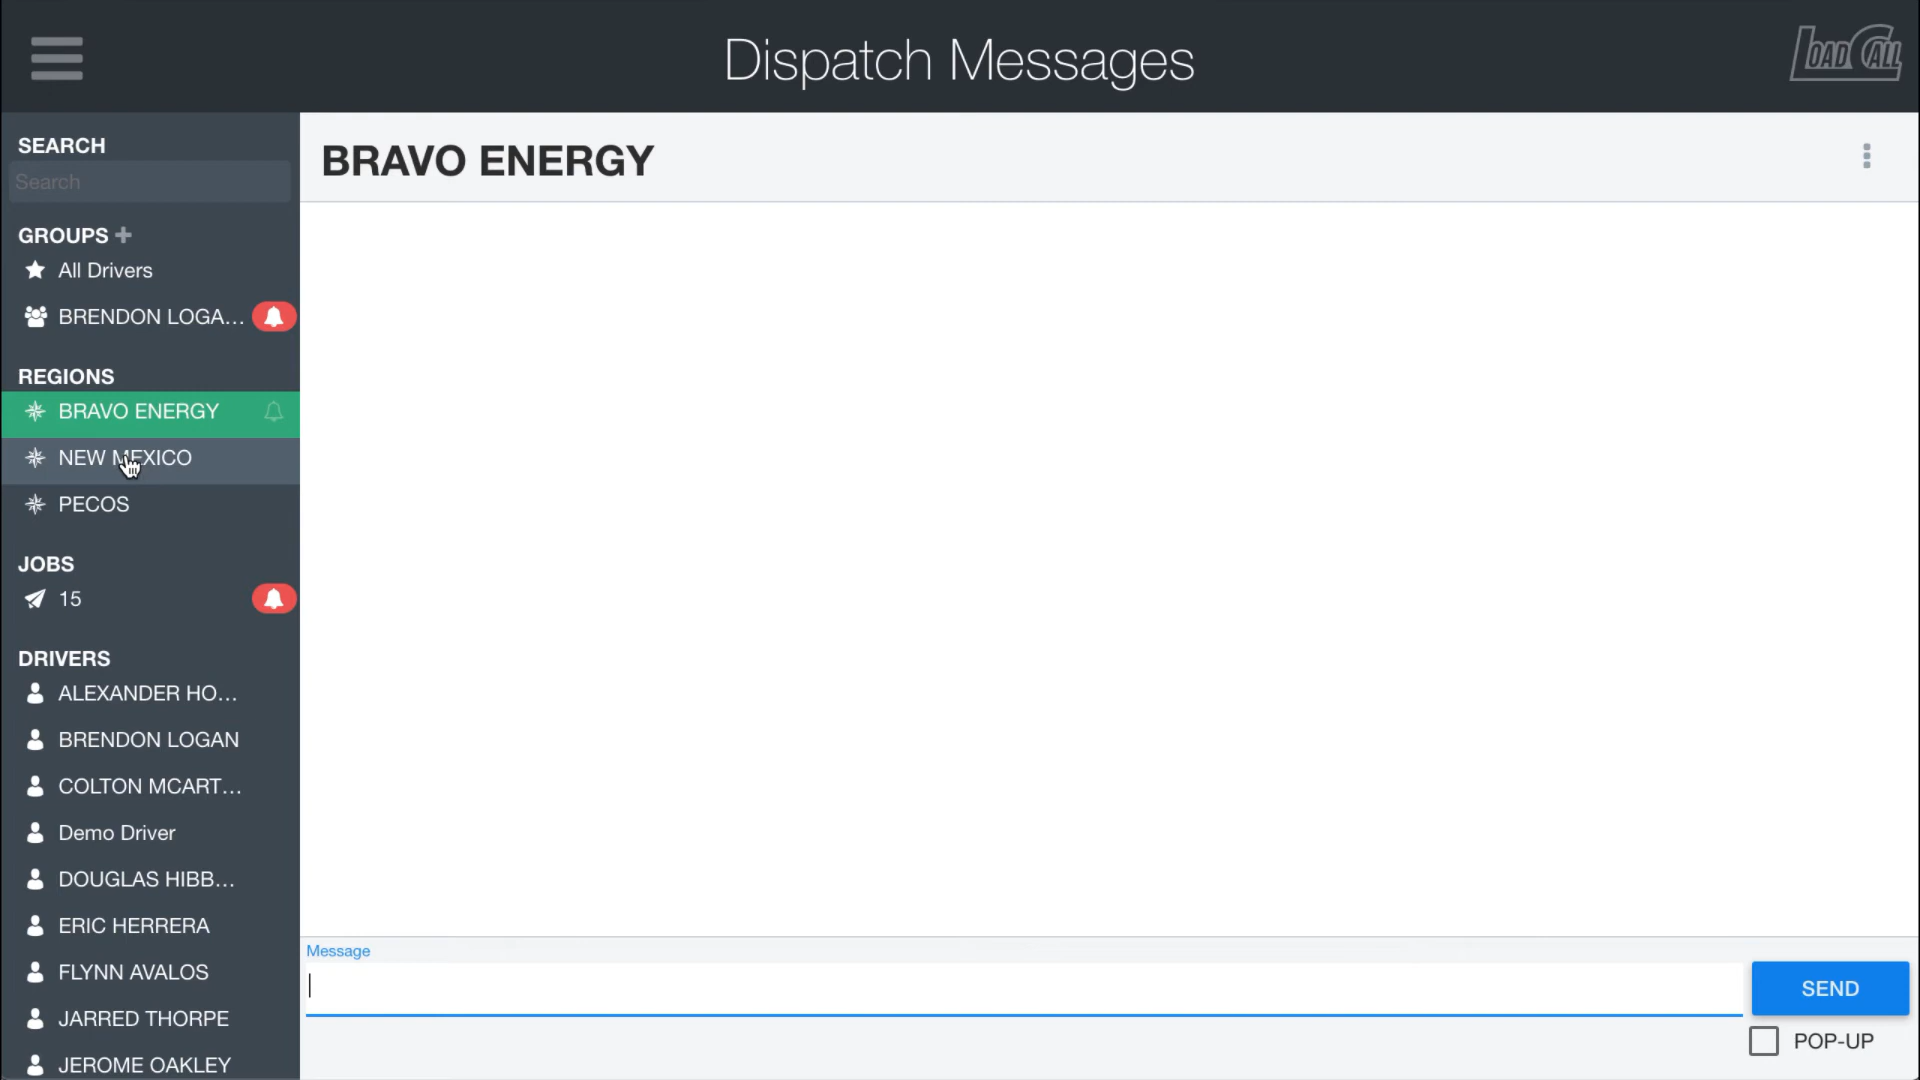 Dispatch Messages
LOAD CALL
SEARCH
Search
GROUPS
All Drivers
BRENDON LOGA...
REGIONS
BRAVO ENERGY
NEW MEXICO
PECOS
JOBS
15
DRIVERS
ALEXANDER HO...
BRENDON LOGAN
COLTON MCART...
Demo Driver
DOUGLAS HIBB...
ERIC HERRERA
FLYNN AVALOS
JARRED THORPE
JEROME OAKLEY
BRAVO ENERGY
Message
SEND
POP-UP